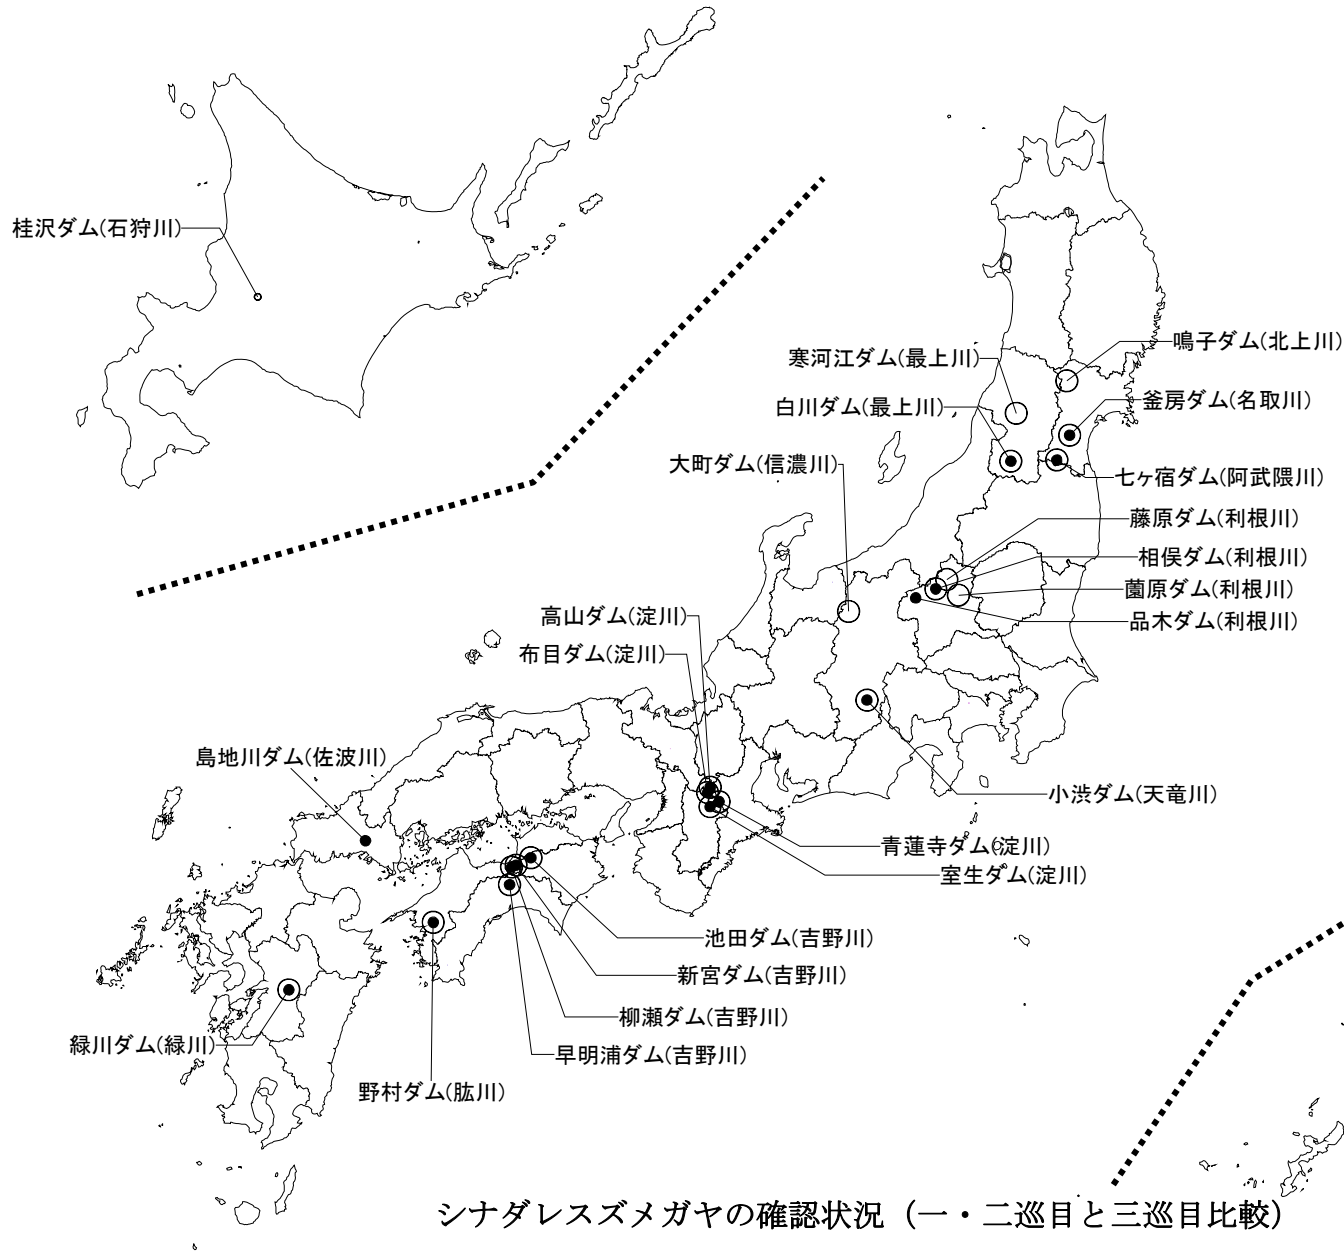 桂沢ダム(石狩川)
鳴子ダム(北上川)
寒河江ダム(最上川)
釜房ダム(名取川)
白川ダム(最上川)
大町ダム(信濃川)
七ヶ宿ダム(阿武隈川)
藤原ダム(利根川)
相俣ダム(利根川)
薗原ダム(利根川)
高山ダム(淀川)
品木ダム(利根川)
布目ダム(淀川)
島地川ダム(佐波川)
小渋ダム(天竜川)
青蓮寺ダム(淀川)
室生ダム(淀川)
池田ダム(吉野川)
新宮ダム(吉野川)
柳瀬ダム(吉野川)
緑川ダム(緑川)
早明浦ダム(吉野川)
野村ダム(肱川)
シナダレスズメガヤの確認状況（一・二巡目と三巡目比較）